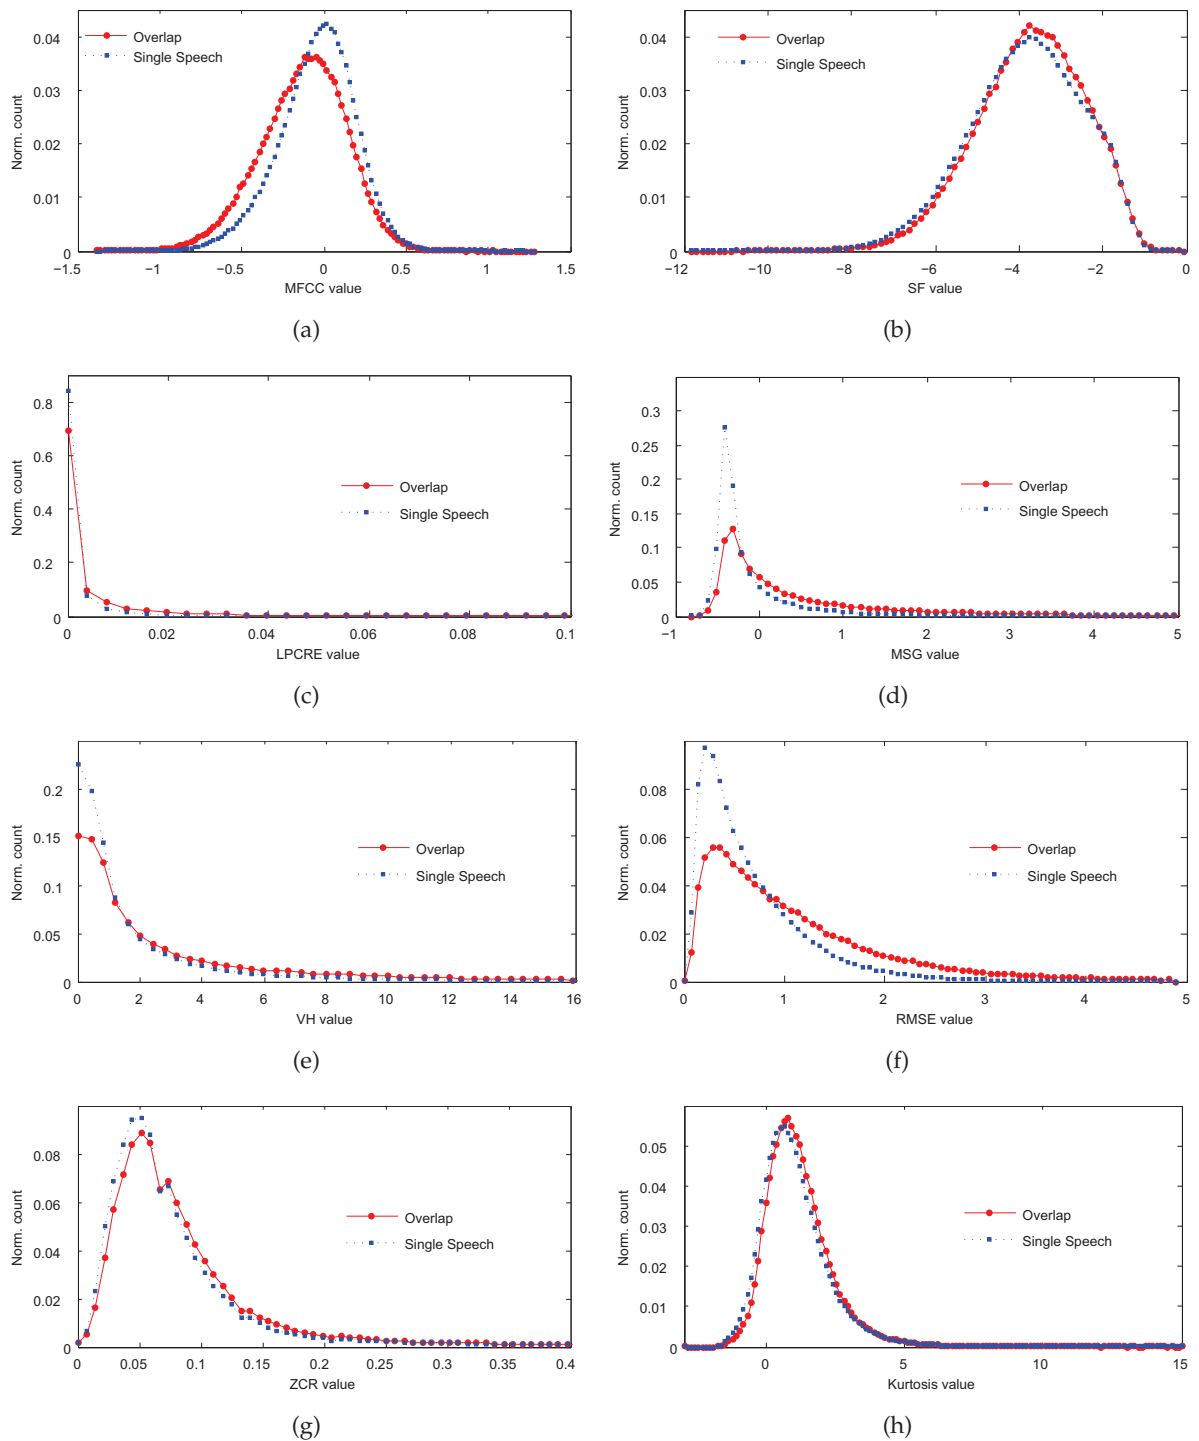 0.04
0.03
0.02
0.01
0
Norm. count
Overlap
Single Speech
−1.5
−1
−0.5
0
0.5
1
1.5
MFCC value
(a)
0.04
0.03
0.02
0.01
0
Norm. count
Overlap
Single Speech
−12
−10
−8
−6
−4
−2
0
SF value
(b)
0.8
0.6
0.4
0.2
0
Norm. count
Overlap
Single Speech
0
0.02
0.04
0.06
0.08
0.1
LPCRE value
(c)
0.3
0.25
0.2
0.15
0.1
0.05
0
Norm. count
Overlap
Single Speech
−1
0
1
2
3
4
5
MSG value
(d)
0.2
0.15
0.1
0.05
0
Norm. count
Overlap
Single Speech
0
2
4
6
8
10
12
14
16
VH value
(e)
0.08
0.06
0.04
0.02
0
Norm. count
Overlap
Single Speech
0
1
2
3
4
5
RMSE value
(f)
0.08
0.06
0.04
0.02
0
Norm. count
Overlap
Single Speech
0
0.05
0.1
0.15
0.2
0.25
0.3
0.35
0.4
ZCR value
(g)
0.05
0.04
0.03
0.02
0.01
0
Norm. count
Overlap
Single Speech
0
5
10
15
Kurtosis value
(h)